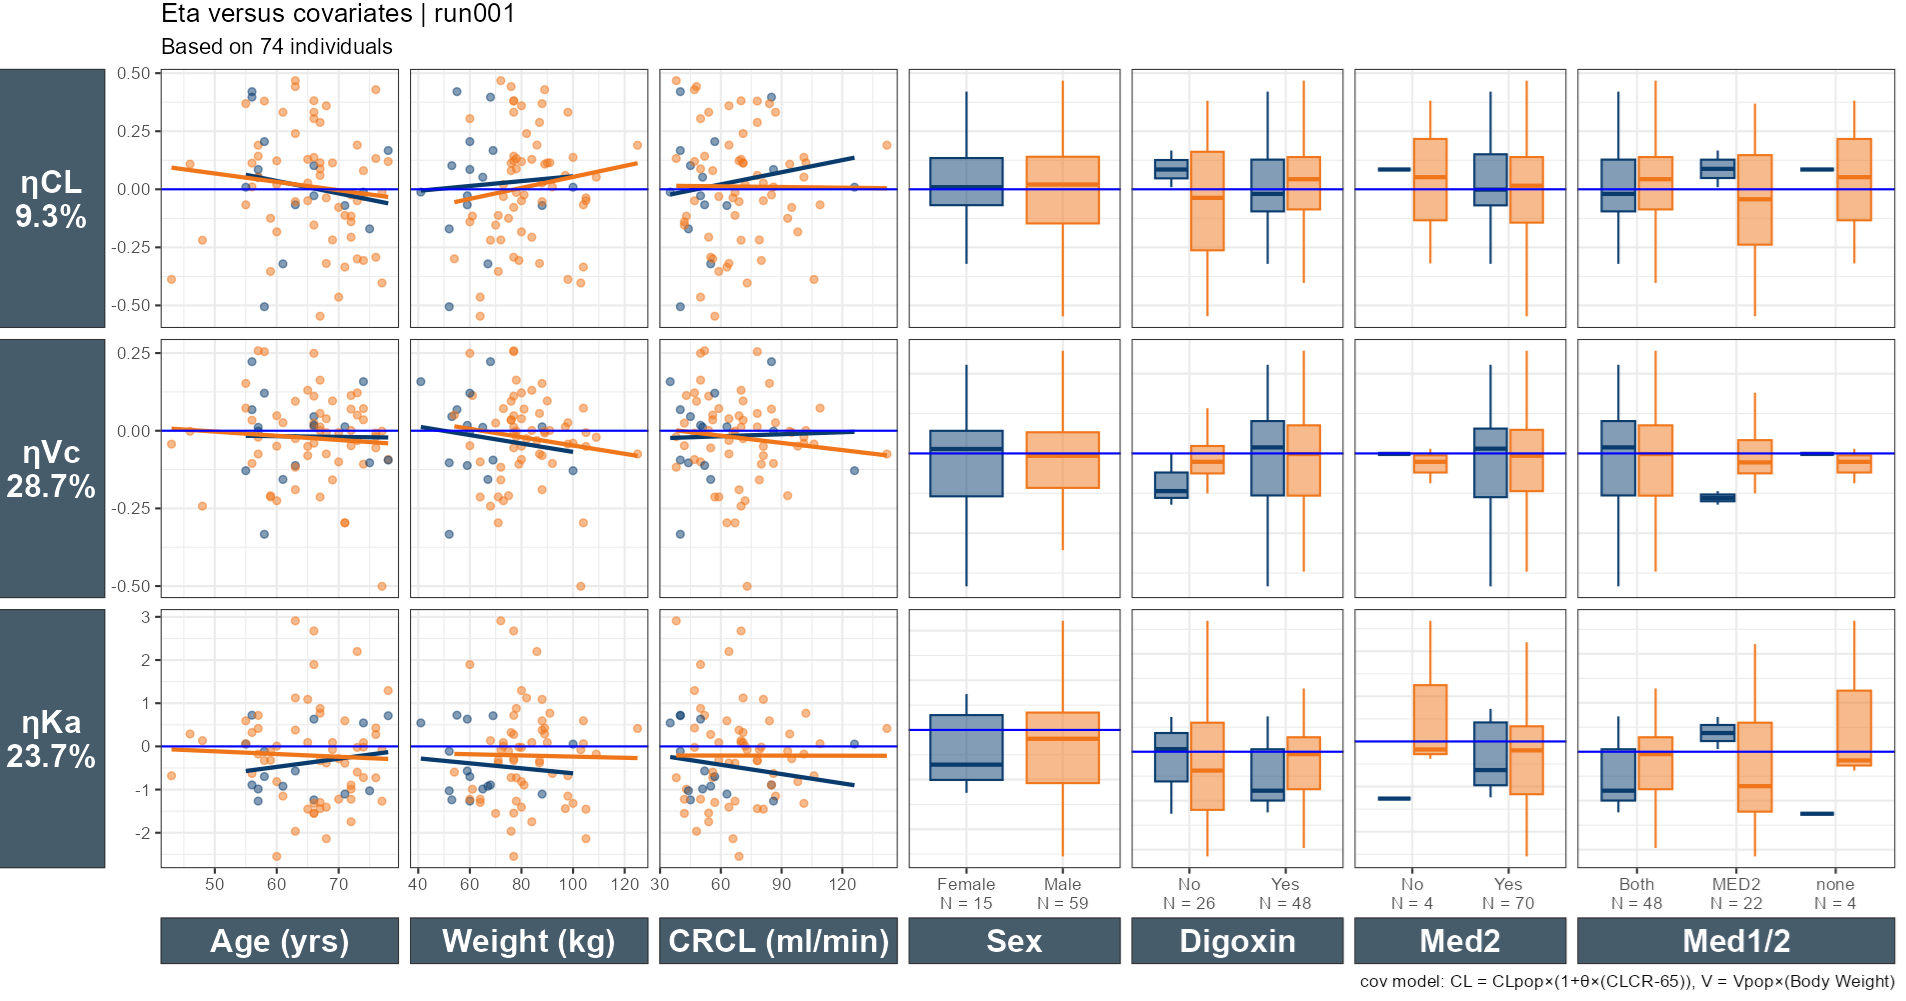 Eta versus covariates | run001
Based on 74 individuals
ηCL
9.3%
0.50
0.25
0.00
-0.25
-0.50
ηVc
28.7%
0.25
0.00
-0.25
-0.50
ηKa
23.7%
3
2
1
0
-1
-2
50 60 70
40 60 80 100 120
30 60 90 120
Female Male
N = 15 N = 59
No Yes
N = 26 N = 48
No Yes
N = 4 N = 70
Both MED2 none
N = 48 N = 22 N = 4
Age (yrs) Weight (kg) CRCL (ml/min) Sex Digoxin Med2 Med1/2
cov model: CL = CLpop×(1+θ×(CLCR-65)), V = Vpop×(Body Weight)